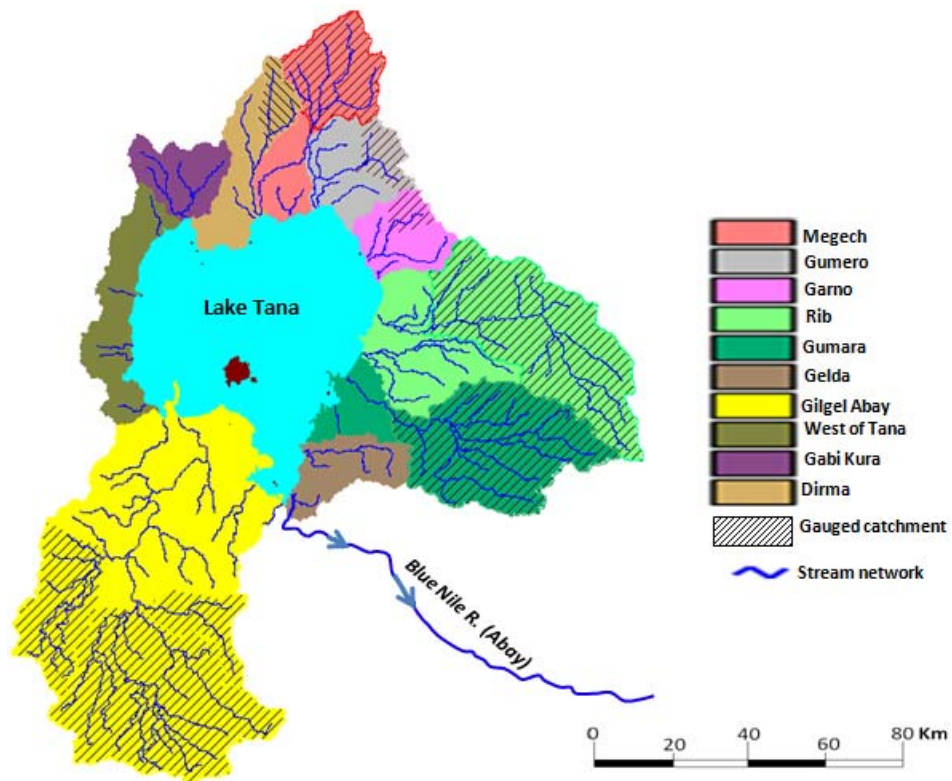 Lake Tana
Megech
Gumero
Garno
Rib
Gumara
Gelda
Gilgel Abay
West of Tana
Gabi Kura
Dirma
Gauged catchment
Stream network
Blue Nile R. (Abay)
0 20 40 60 80 Km